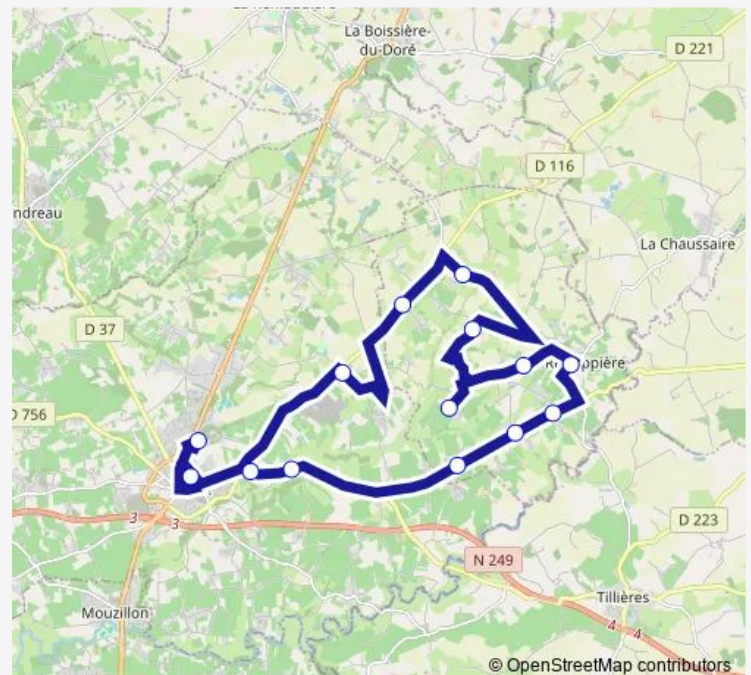 La Boissière-
du-Doré
D 221
D 116
ndreau
La Chaussaire
D 37
D 756
3
3
D 223
N 249
Tillières
Mouzillon
4
4
© OpenStreetMap contributors